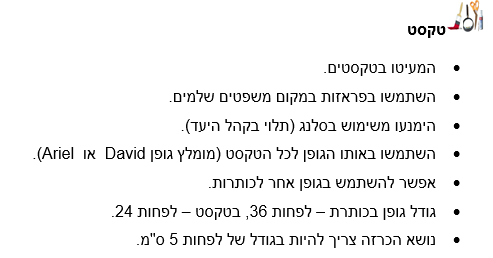 טקסט
• המעיטו בטקסטים.
• השתמשו בפראזות במקום משפטים שלמים.
• הימנעו משימוש בסלנג (תלוי בקהל היעד).
• השתמשו באותו הגופן לכל הטקסט (מומלץ גופן David או Ariel).
• אפשר להשתמש בגופן אחר לכותרות.
• גודל גופן בכותרת – לפחות 36, בטקסט – לפחות 24.
• נושא הכרזה צריך להיות בגודל של לפחות 5 ס"מ.